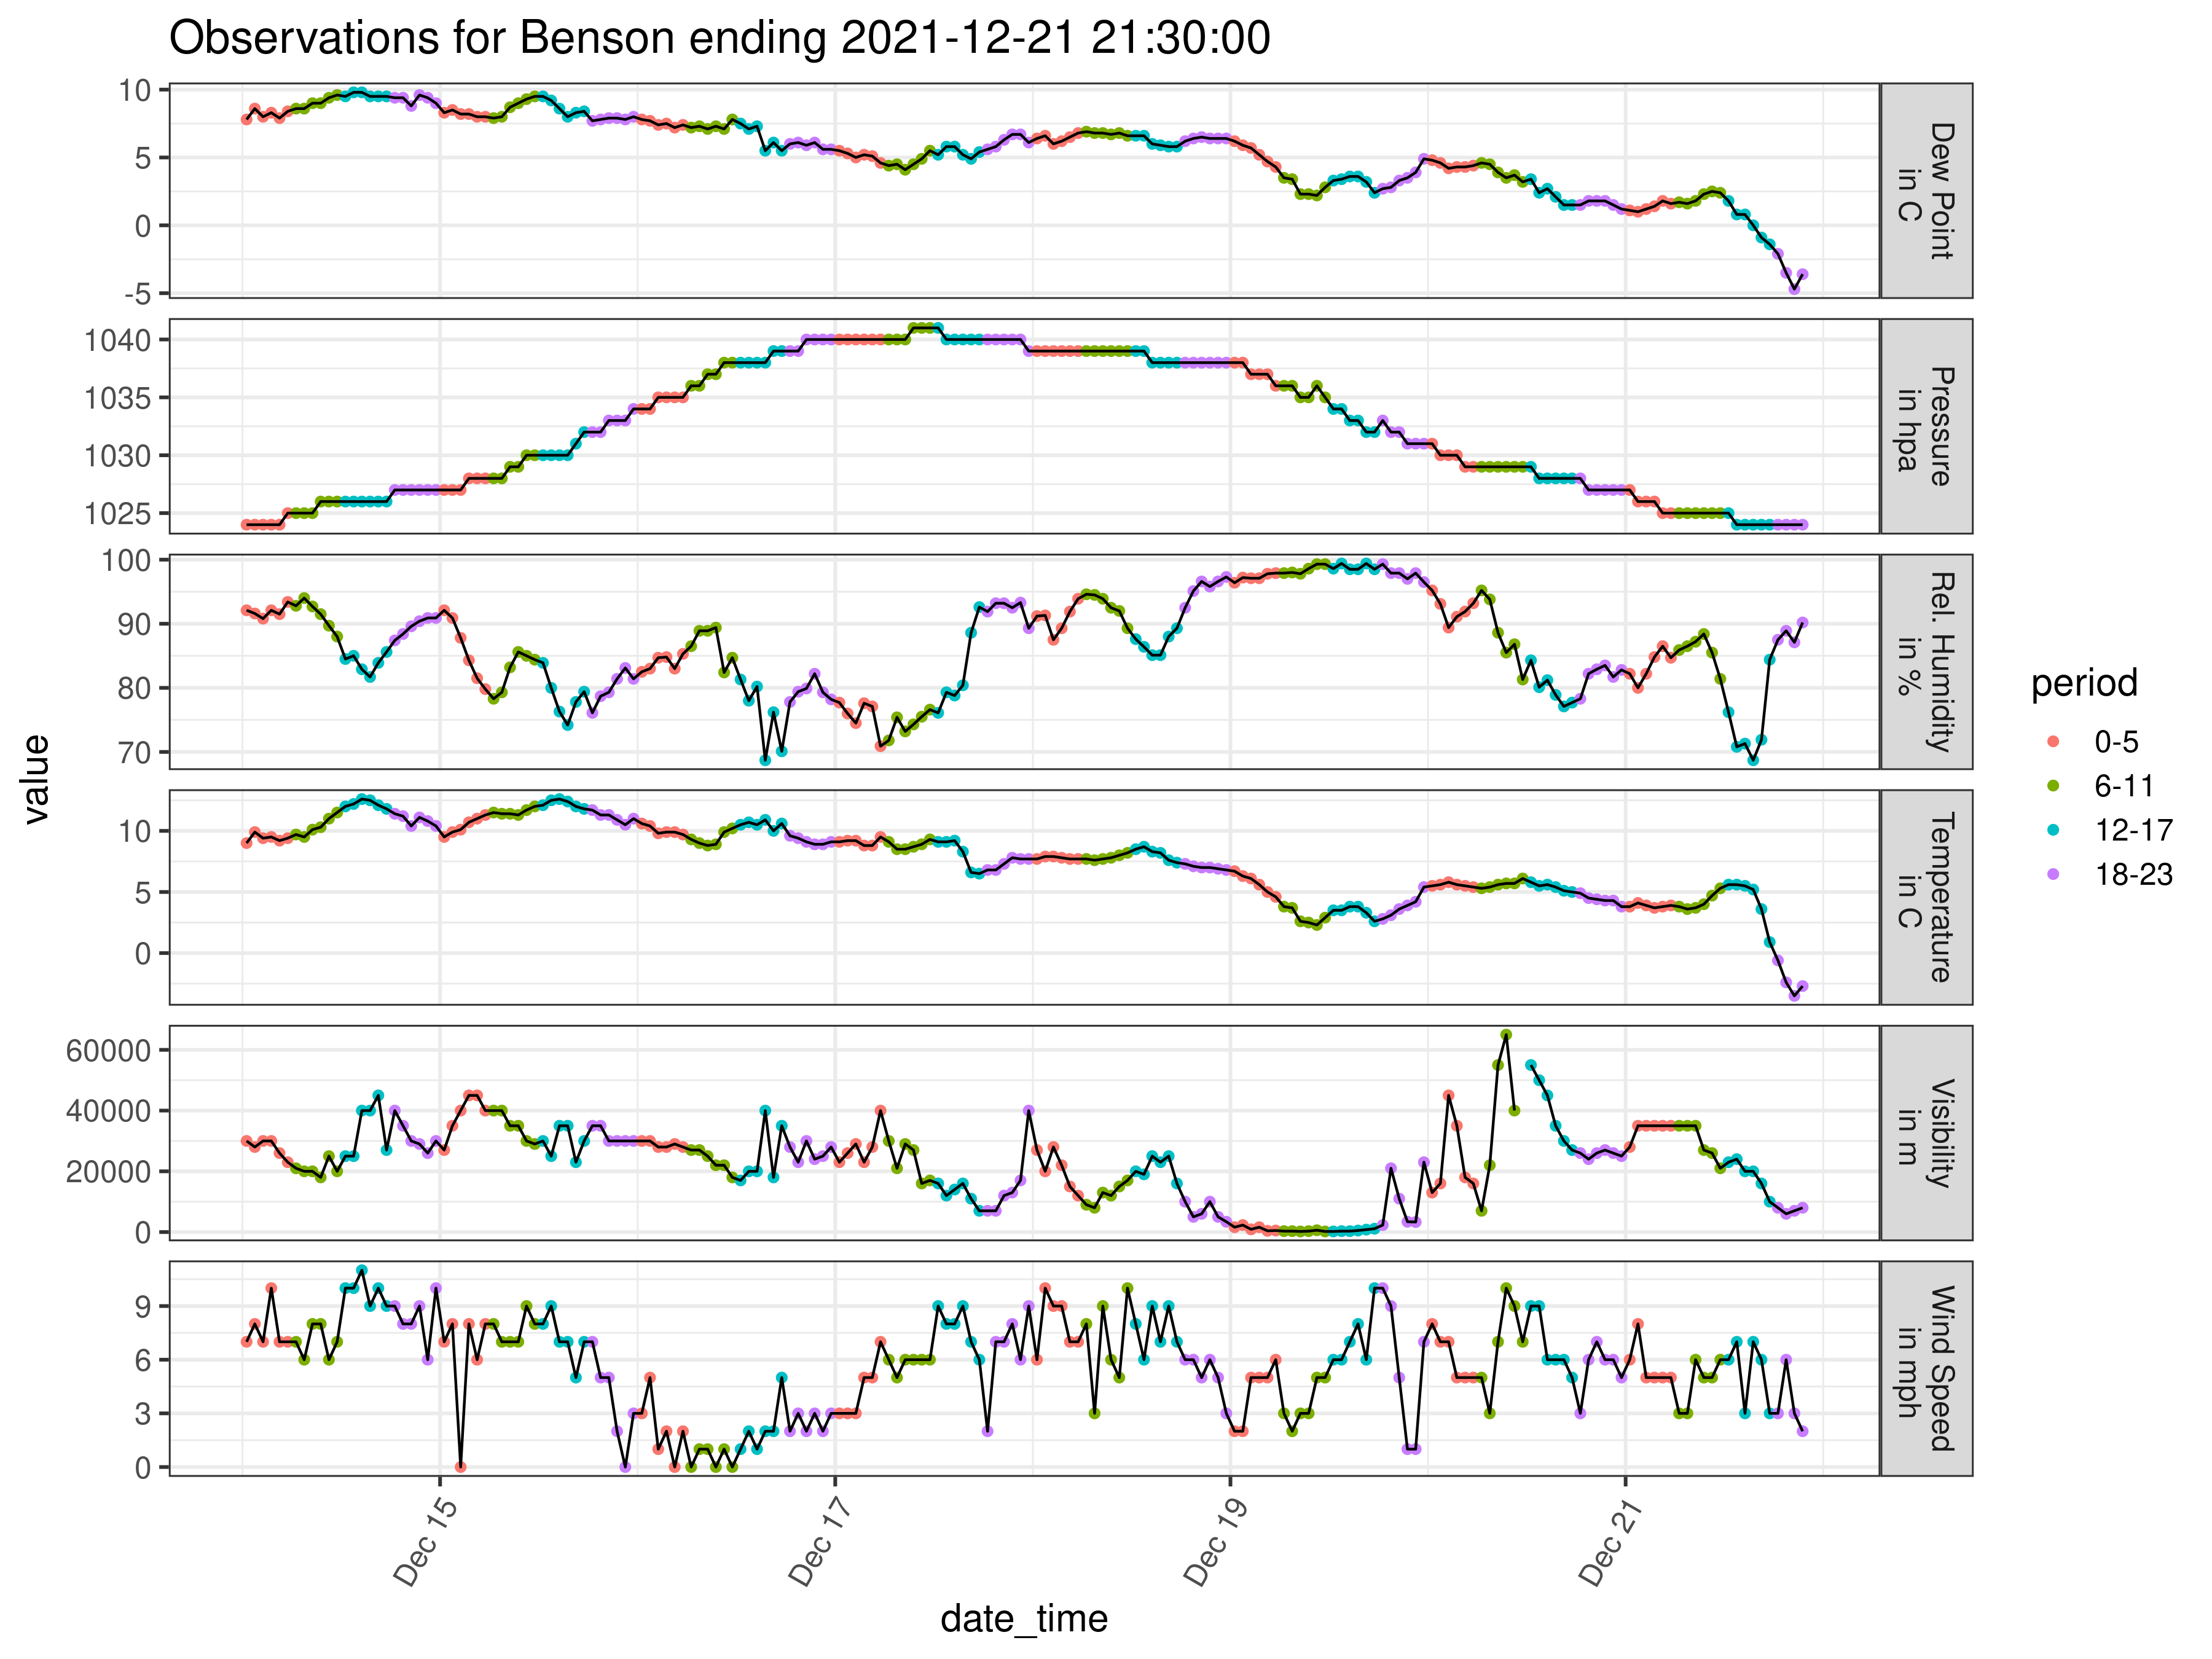 Observations for Benson ending 2021-12-21 21:30:00
10
5
0
-5
Dew Point
in C
1040
1035
1030
1025
Pressure
in hpa
100
90
80
70
Rel. Humidity
in %
10
5
0
Temperature
in C
60000
40000
20000
0
Visibility
in m
9
6
3
0
Wind Speed
in mph
value
Dec 15
Dec 17
Dec 19
Dec 21
date_time
period
0-5
6-11
12-17
18-23